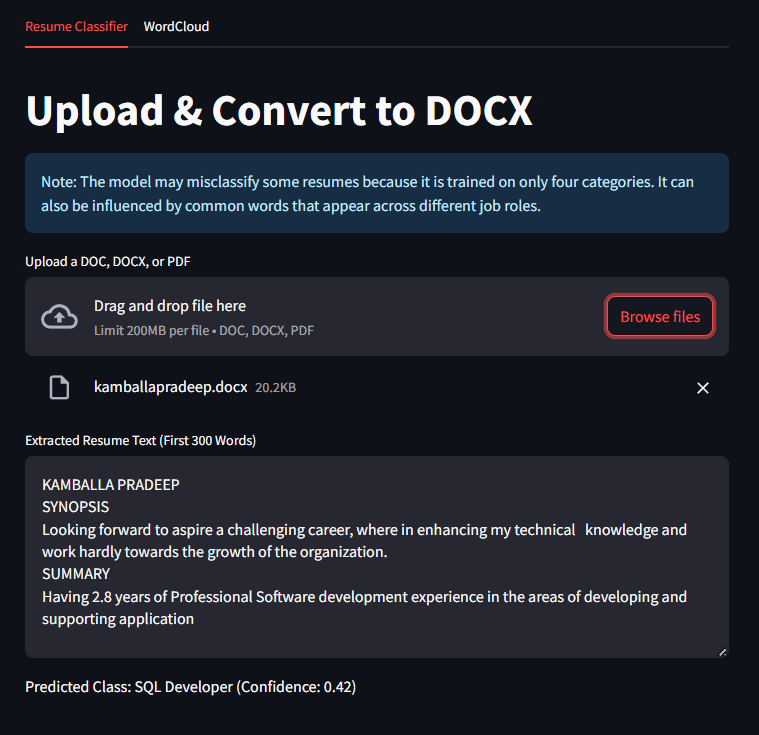 Resume Classifier WordCloud
Upload & Convert to DOCX
Note: The model may misclassify some resumes because it is trained on only four categories. It can
also be influenced by common words that appear across different job roles.
Upload a DOC, DOCX, or PDF
Drag and drop file here
Limit 200MB per file • DOC, DOCX, PDF
Browse files
kamballapradeep.docx 20.2KB
Extracted Resume Text (First 300 Words)
KAMBALLA PRADEEP
SYNOPSIS
Looking forward to aspire a challenging career, where in enhancing my technical   knowledge and
work hardly towards the growth of the organization.
SUMMARY
Having 2.8 years of Professional Software development experience in the areas of developing and
supporting application
Predicted Class: SQL Developer (Confidence: 0.42)